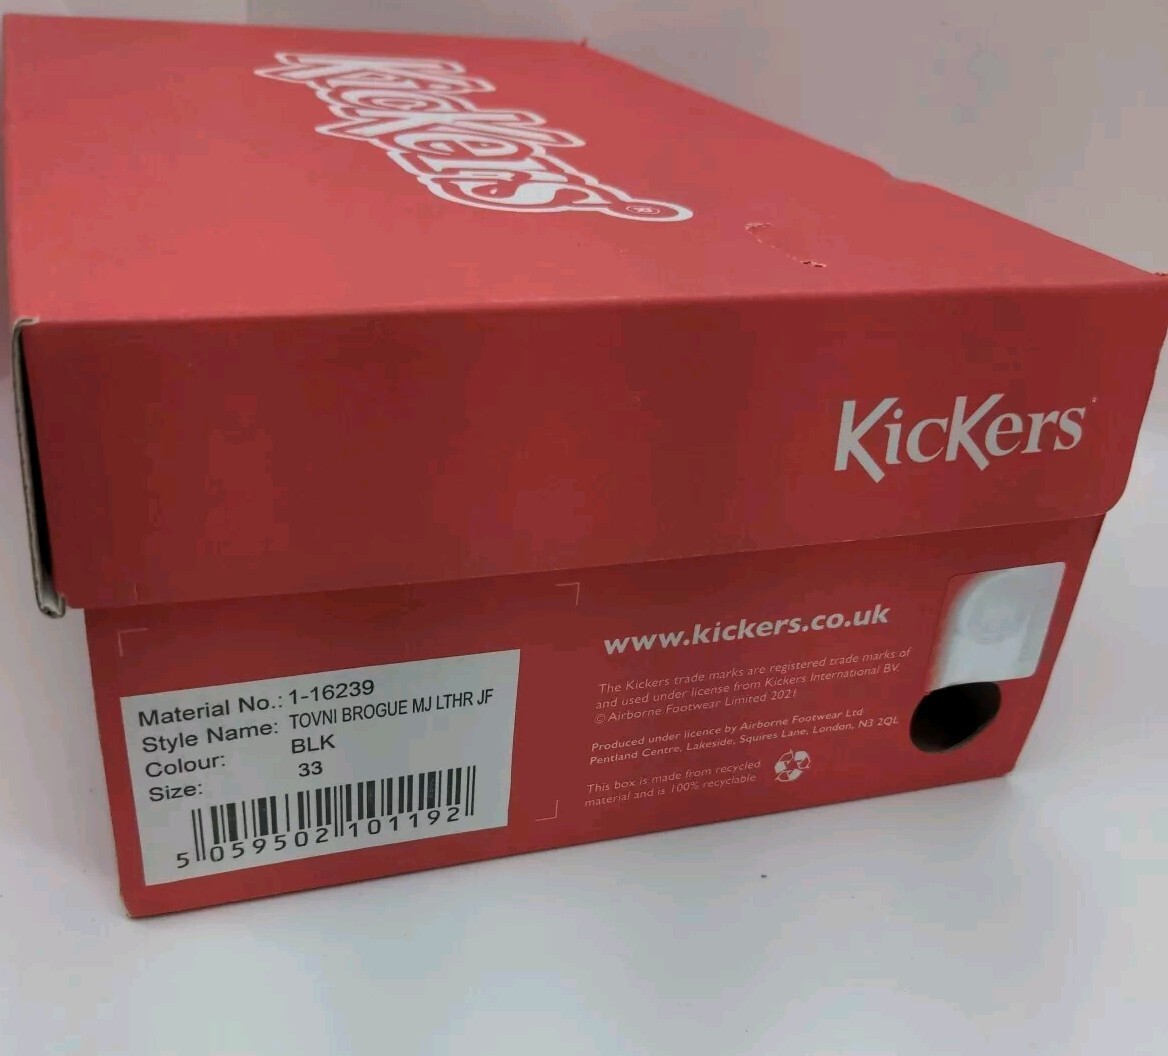 Kickers®
Kickers
www.kickers.co.uk
The Kickers trade marks are registered trade marks of
and used under license from Kickers International BV.
© Airborne Footwear Limited 2021
Produced under licence by Airborne Footwear Ltd
Pentland Centre, Lakeside, Squires Lane, London, N3 2QL
This box is made from recycled
material and is 100% recyclable
Material No.: 1-16239
Style Name: TOVNI BROGUE MJ LTHR JF
Colour: BLK
Size: 33
5 059502 101192